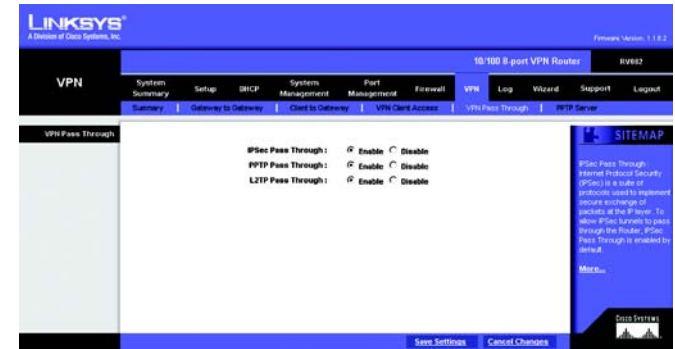 LINKSYS®
A Division of Cisco Systems, Inc.
Firmware Version: 1.1.8.2
10/100 8-port VPN Router
RV082
VPN
System Summary
Setup
DHCP
System Management
Port Management
Firewall
VPN
Log
Wizard
Support
Logout
Summary | Gateway to Gateway | Client to Gateway | VPN Client Access | VPN Pass Through | PPTP Server
VPN Pass Through
SITEMAP
IPSec Pass Through : Enable Disable
PPTP Pass Through : Enable Disable
L2TP Pass Through : Enable Disable
IPSec Pass Through :
Internet Protocol Security
(IPSec) is a suite of
protocols used to implement
secure exchange of
packets at the IP layer. To
allow IPSec tunnels to pass
through the Router, IPSec
Pass Through is enabled by
default.
More...
Save Settings
Cancel Changes
CISCO SYSTEMS